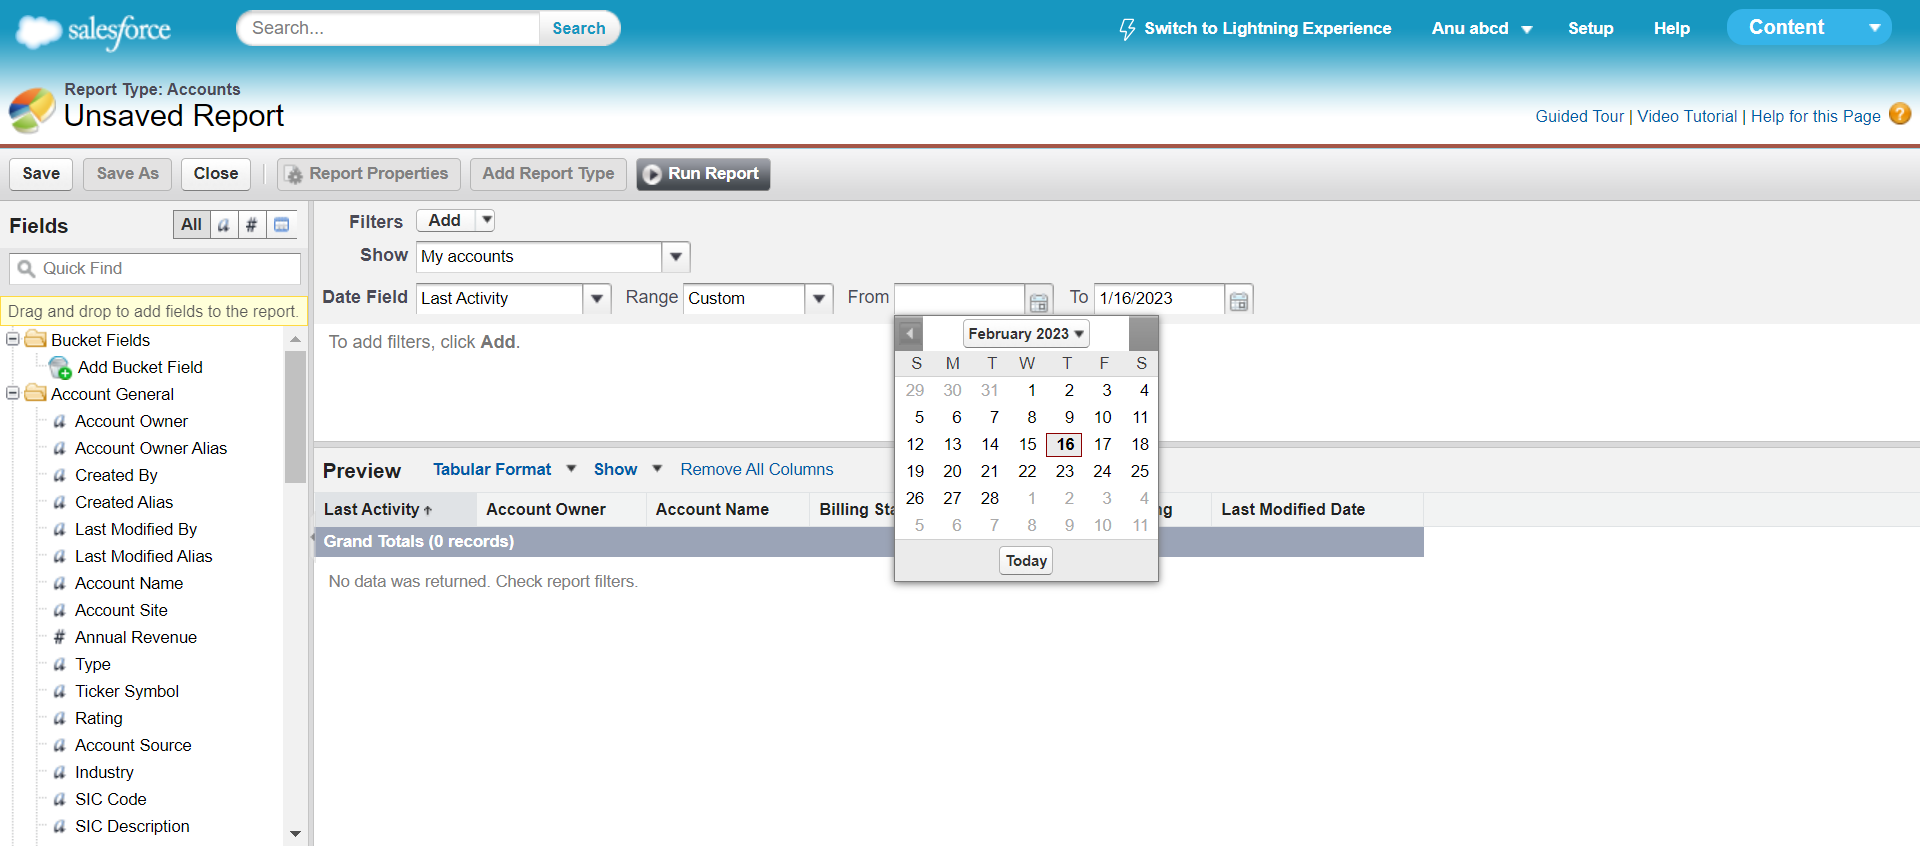 salesforce
Search...
Search
Switch to Lightning Experience
Anu abcd
Setup
Help
Content
Report Type: Accounts
Unsaved Report
Guided Tour | Video Tutorial | Help for this Page ?
Save
Save As
Close
Report Properties
Add Report Type
Run Report
Fields
All
a
#
Quick Find
Drag and drop to add fields to the report.
Bucket Fields
Add Bucket Field
Account General
a Account Owner
a Account Owner Alias
a Created By
a Created Alias
a Last Modified By
a Last Modified Alias
a Account Name
a Account Site
# Annual Revenue
a Type
a Ticker Symbol
a Rating
a Account Source
a Industry
a SIC Code
a SIC Description
Filters Add
Show My accounts
Date Field Last Activity Range Custom From To 1/16/2023
To add filters, click Add.
February 2023
S M T W T F S
29 30 31 1 2 3 4
5 6 7 8 9 10 11
12 13 14 15 16 17 18
19 20 21 22 23 24 25
26 27 28 1 2 3 4
5 6 7 8 9 10 11
Today
Preview Tabular Format Show Remove All Columns
Last Activity Account Owner Account Name Billing Last Modified Date
Grand Totals (0 records)
No data was returned. Check report filters.